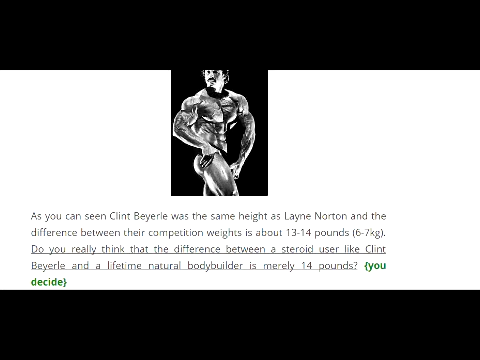 As you can seen Clint Beyerle was the same height as Layne Norton and the
difference between their competition weights is about 13-14 pounds (6-7kg).
Do you really think that the difference between a steroid user like Clint
Beyerle and a lifetime natural bodybuilder is merely 14 pounds? {you
decide}